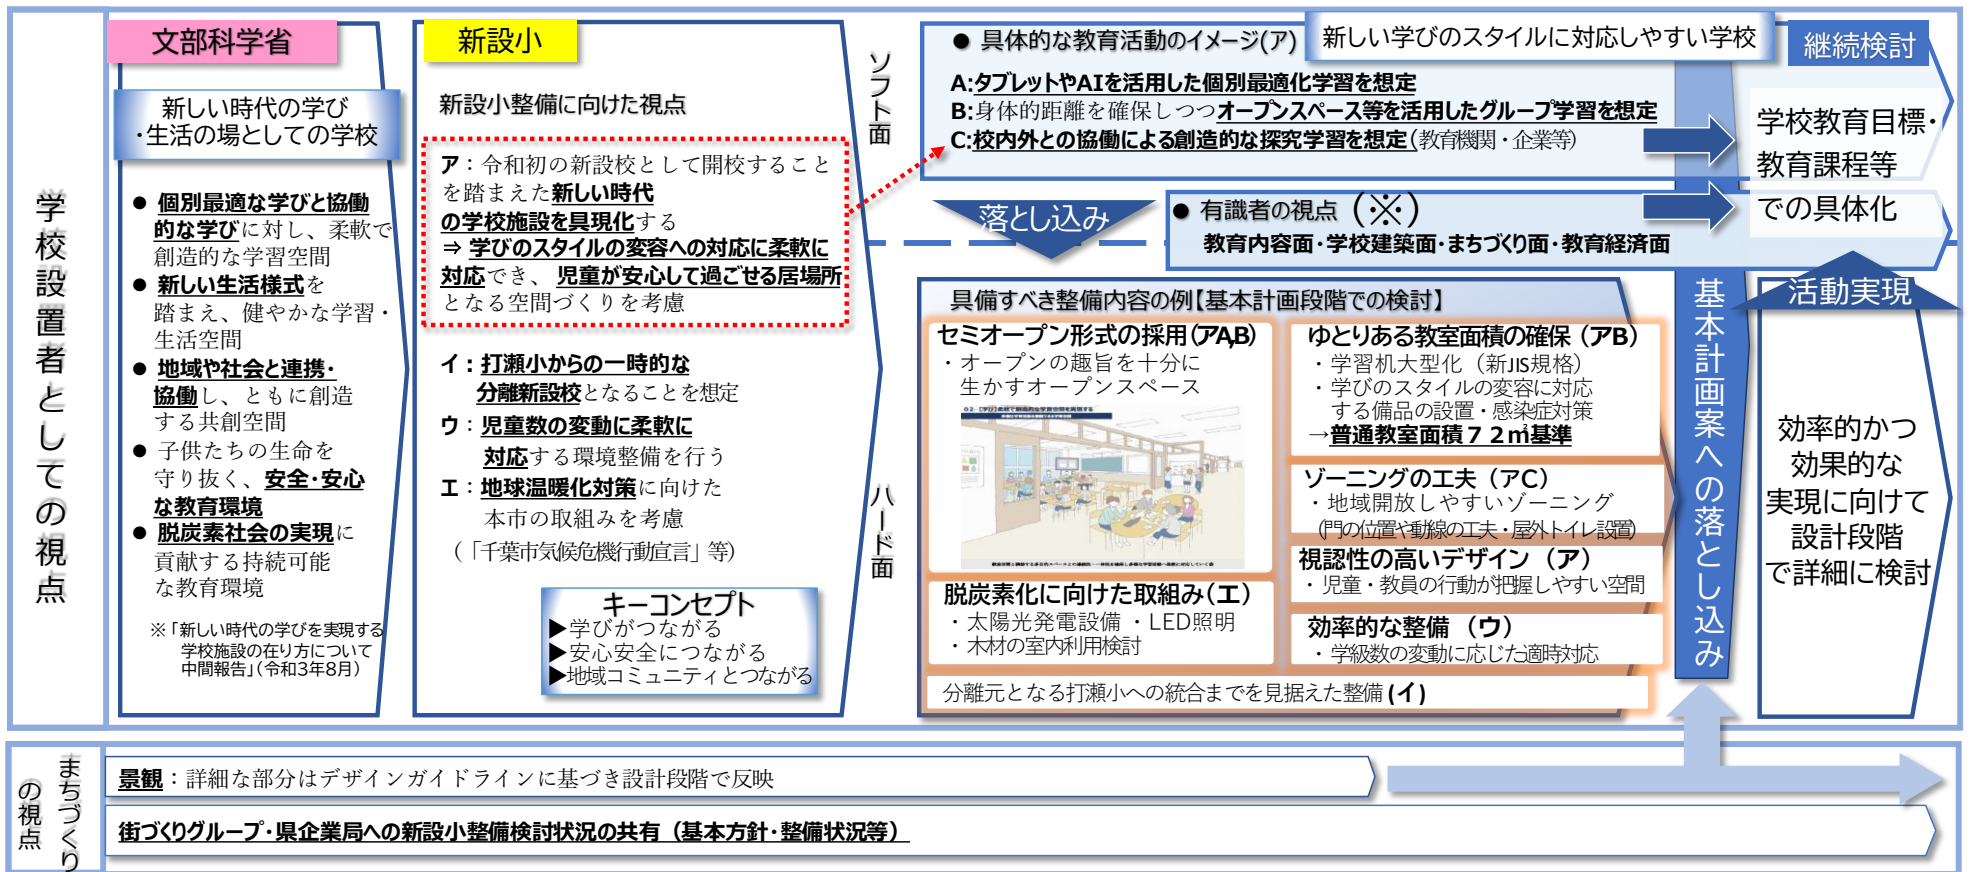 学校設置者としての視点
文部科学省
新しい時代の学び
・生活の場としての学校
● 個別最適な学びと協働
的な学びに対し、柔軟で
創造的な学習空間
● 新しい生活様式を
踏まえ、健やかな学習・
生活空間
● 地域や社会と連携・
協働し、ともに創造
する共創空間
● 子供たちの生命を
守り抜く、安全・安心
な教育環境
● 脱炭素社会の実現に
貢献する持続可能
な教育環境
※「新しい時代の学びを実現する
学校施設の在り方について
中間報告」（令和3年8月）
新設小
新設小整備に向けた視点
ア：令和初の新設校として開校すること
を踏まえた新しい時代
の学校施設を具現化する
⇒ 学びのスタイルの変容への対応に柔軟に
対応でき、児童が安心して過ごせる居場所
となる空間づくりを考慮
イ：打瀬小からの一時的な
分離新設校となることを想定
ウ：児童数の変動に柔軟に
対応する環境整備を行う
エ：地球温暖化対策に向けた
本市の取組みを考慮
（「千葉市気候危機行動宣言」等）
キーコンセプト
▶学びがつながる
▶安心安全につながる
▶地域コミュニティとつながる
ソフト面
ハード面
● 具体的な教育活動のイメージ(ア)
新しい学びのスタイルに対応しやすい学校
A:タブレットやAIを活用した個別最適化学習を想定
B:身体的距離を確保しつつオープンスペース等を活用したグループ学習を想定
C:校内外との協働による創造的な探究学習を想定(教育機関・企業等)
落とし込み
● 有識者の視点（※）
教育内容面・学校建築面・まちづくり面・教育経済面
具備すべき整備内容の例【基本計画段階での検討】
セミオープン形式の採用(アA,B)
・オープンの趣旨を十分に
生かすオープンスペース
02-【学び】柔軟で創造的な学習空間を実現する
脱炭素化に向けた取組み(エ)
・太陽光発電設備 ・LED照明
・木材の室内利用検討
ゆとりある教室面積の確保（アB）
・学習机大型化（新JIS規格）
・学びのスタイルの変容に対応
する備品の設置・感染症対策
→普通教室面積７２㎡基準
ゾーニングの工夫（アC）
・地域開放しやすいゾーニング
(門の位置や動線の工夫・屋外トイレ設置)
視認性の高いデザイン（ア）
・児童・教員の行動が把握しやすい空間
効率的な整備（ウ）
・学級数の変動に応じた適時対応
分離元となる打瀬小への統合までを見据えた整備(イ)
基本計画案への落とし込み
継続検討
学校教育目標・
教育課程等
での具体化
活動実現
効率的かつ
効果的な
実現に向けて
設計段階
で詳細に検討
まちづくり
の視点
景観：詳細な部分はデザインガイドラインに基づき設計段階で反映
街づくりグループ・県企業局への新設小整備検討状況の共有（基本方針・整備状況等）